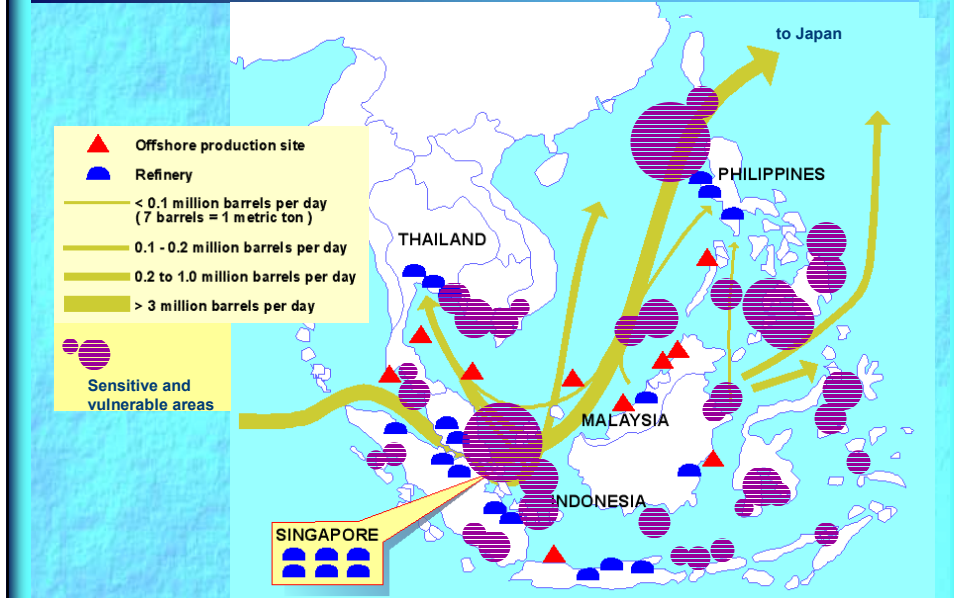 to Japan
Offshore production site
Refinery
< 0.1 million barrels per day
( 7 barrels = 1 metric ton )
0.1 - 0.2 million barrels per day
0.2 to 1.0 million barrels per day
> 3 million barrels per day
Sensitive and
vulnerable areas
PHILIPPINES
THAILAND
MALAYSIA
INDONESIA
SINGAPORE